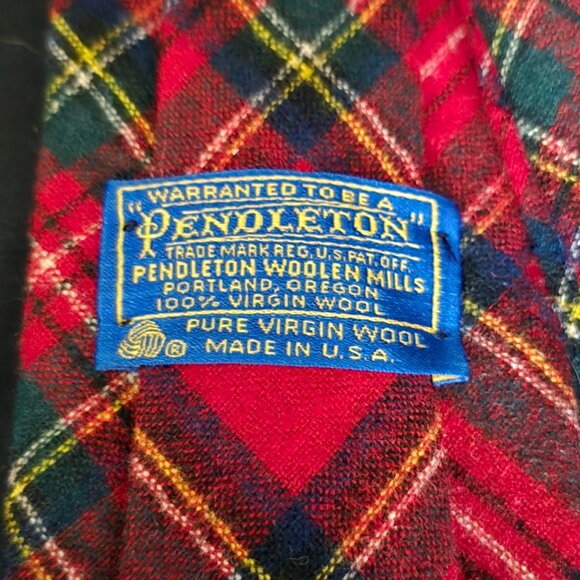 "WARRANTED TO BE A
PENDLETON"
TRADE MARK REG. U.S. PAT. OFF.
PENDLETON WOOLEN MILLS
PORTLAND, OREGON
100% VIRGIN WOOL
® PURE VIRGIN WOOL
MADE IN U.S.A.